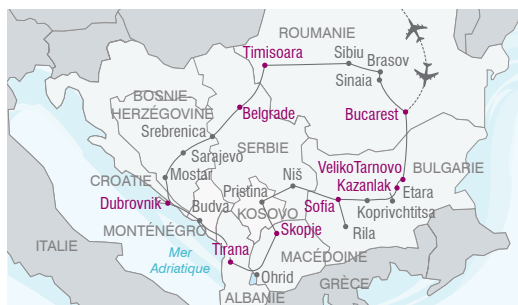 ROUMANIE
Timisoara
Sibiu
Brasov
Sinaia
BOSNIE
HERZÉGOVINE
Belgrade
Bucarest
Srebrenica
SERBIE
Sarajevo
VelikoTarnovo
BULGARIE
CROATIE
Mostar
Niš
Kazanlak
Etara
Pristina
Dubrovnik
Budva
KOSOVO
Sofia
Koprivchtitsa
MONTÉNÉGRO
Skopje
Rila
ITALIE
Mer
Adriatique
Tirana
MACÉDOINE
Ohrid
GRÈCE
ALBANIE